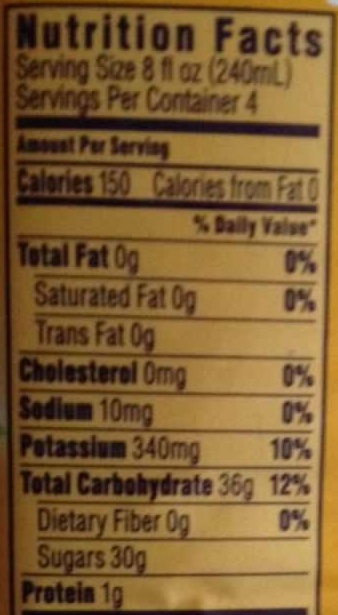 Nutrition Facts
Serving Size 8 fl oz (240mL)
Servings Per Container 4
Amount Per Serving
Calories 150 Calories from Fat 0
% Daily Value*
Total Fat 0g 0%
Saturated Fat 0g 0%
Trans Fat 0g
Cholesterol 0mg 0%
Sodium 10mg 0%
Potassium 340mg 10%
Total Carbohydrate 36g 12%
Dietary Fiber 0g 0%
Sugars 30g
Protein 1g